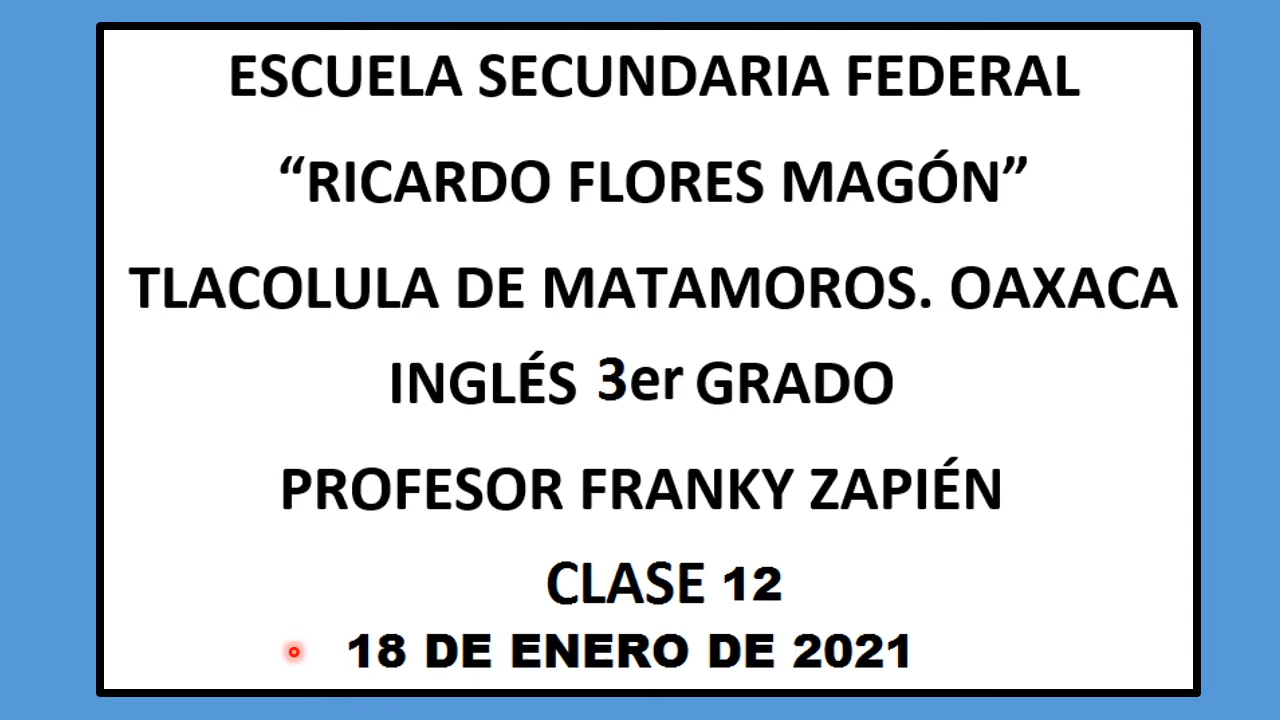 ESCUELA SECUNDARIA FEDERAL
“RICARDO FLORES MAGÓN”
TLACOLULA DE MATAMOROS. OAXACA
INGLÉS 3er GRADO
PROFESOR FRANKY ZAPIÉN
CLASE 12
18 DE ENERO DE 2021